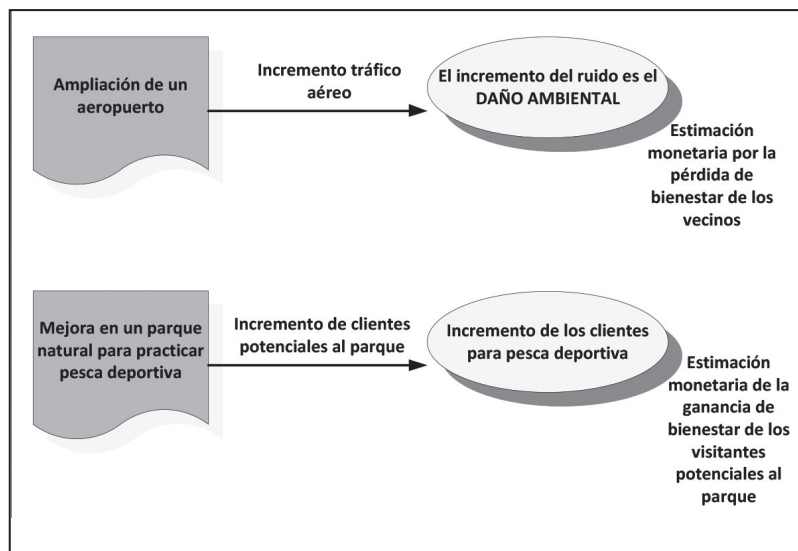 Ampliación de un
aeropuerto
Incremento tráfico
aéreo
El incremento del ruido es el
DAÑO AMBIENTAL
Estimación
monetaria por la
pérdida de
bienestar de los
vecinos
Mejora en un parque
natural para practicar
pesca deportiva
Incremento de clientes
potenciales al parque
Incremento de los clientes
para pesca deportiva
Estimación
monetaria de la
ganancia de
bienestar de los
visitantes
potenciales al
parque